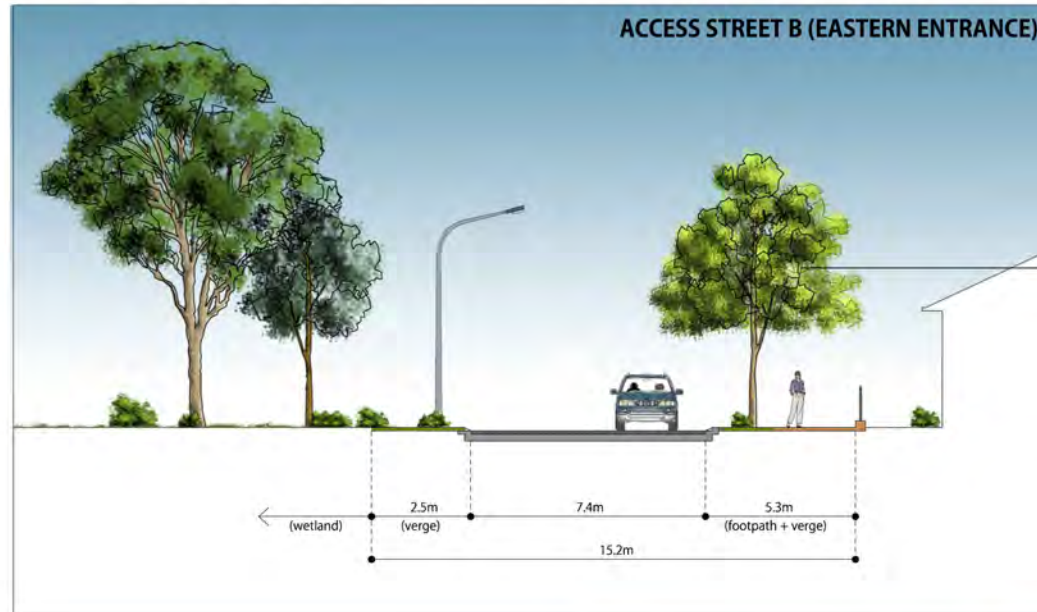 ACCESS STREET B (EASTERN ENTRANCE)
2.5m 7.4m 5.3m
(wetland) (verge) (footpath + verge)
15.2m